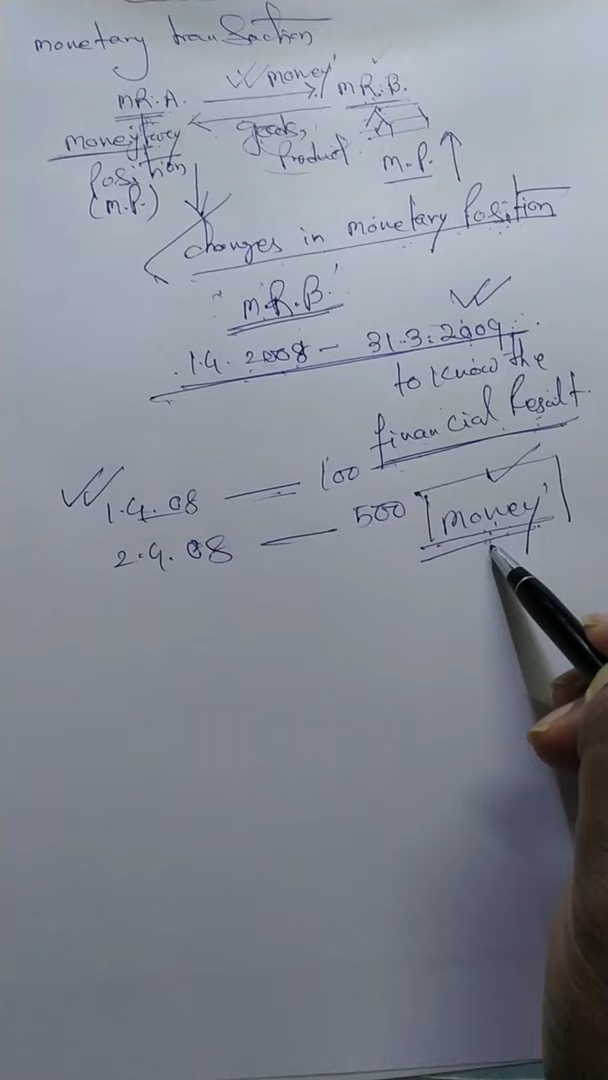 monetary transaction
MR.A. money' MR.B.
goods,
Product.
monetary
Position
(M.P.)
M.P.
changes in monetary Position
"M.R.B.'
1.4.2008 - 31.3.2009.
to know the
financial Result.
1.4.08 — 100
2.4.08 — 500 [money'